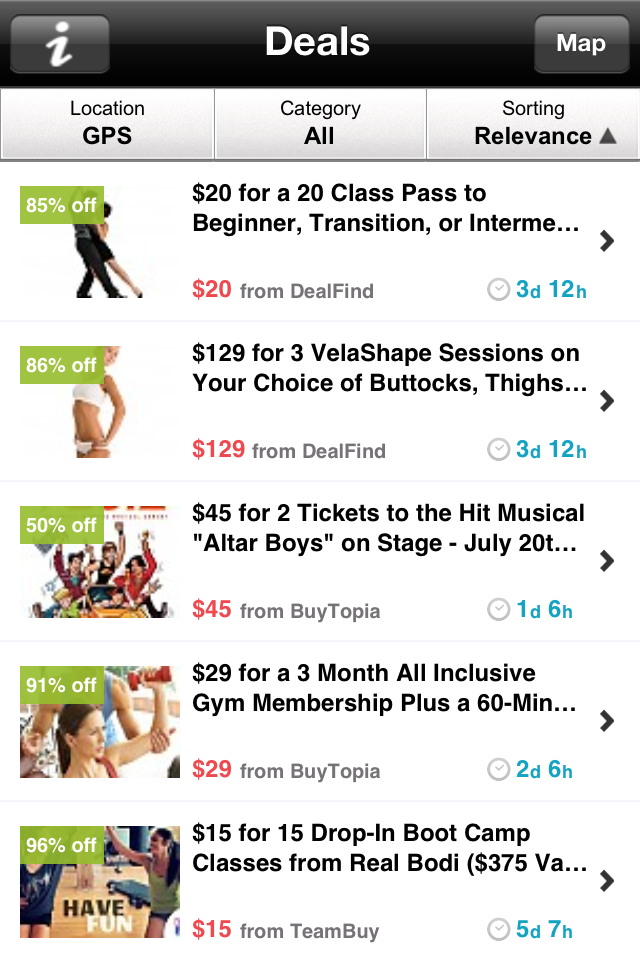 i
Deals
Map
Location
GPS
Category
All
Sorting
Relevance
85% off
$20 for a 20 Class Pass to
Beginner, Transition, or Interme...
$20 from DealFind
3d 12h
86% off
$129 for 3 VelaShape Sessions on
Your Choice of Buttocks, Thighs...
$129 from DealFind
3d 12h
50% off
$45 for 2 Tickets to the Hit Musical
"Altar Boys" on Stage - July 20t...
$45 from BuyTopia
1d 6h
91% off
$29 for a 3 Month All Inclusive
Gym Membership Plus a 60-Min...
$29 from BuyTopia
2d 6h
96% off
$15 for 15 Drop-In Boot Camp
Classes from Real Bodi ($375 Va...
HAVE
FUN
$15 from TeamBuy
5d 7h